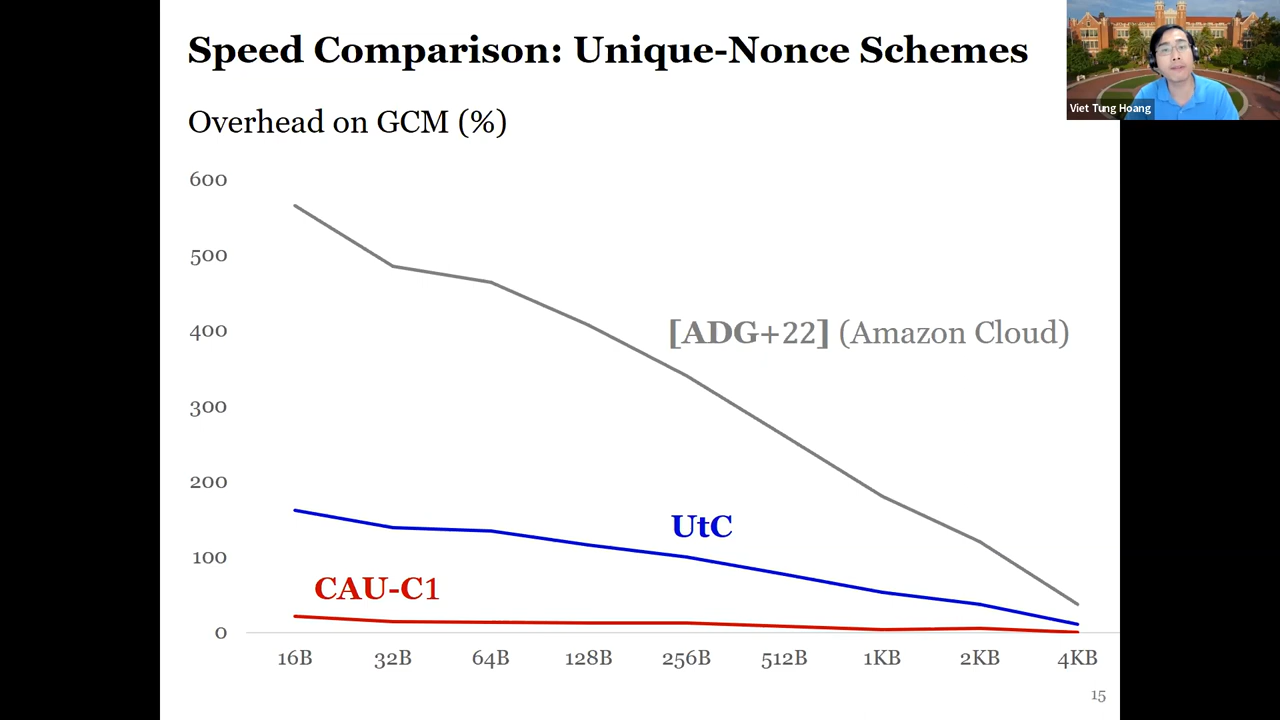 Speed Comparison: Unique-Nonce Schemes
Viet Tung Hoang
Overhead on GCM (%)
600
500
400
300
200
100
0
[ADG+22] (Amazon Cloud)
UtC
CAU-C1
16B 32B 64B 128B 256B 512B 1KB 2KB 4KB
15